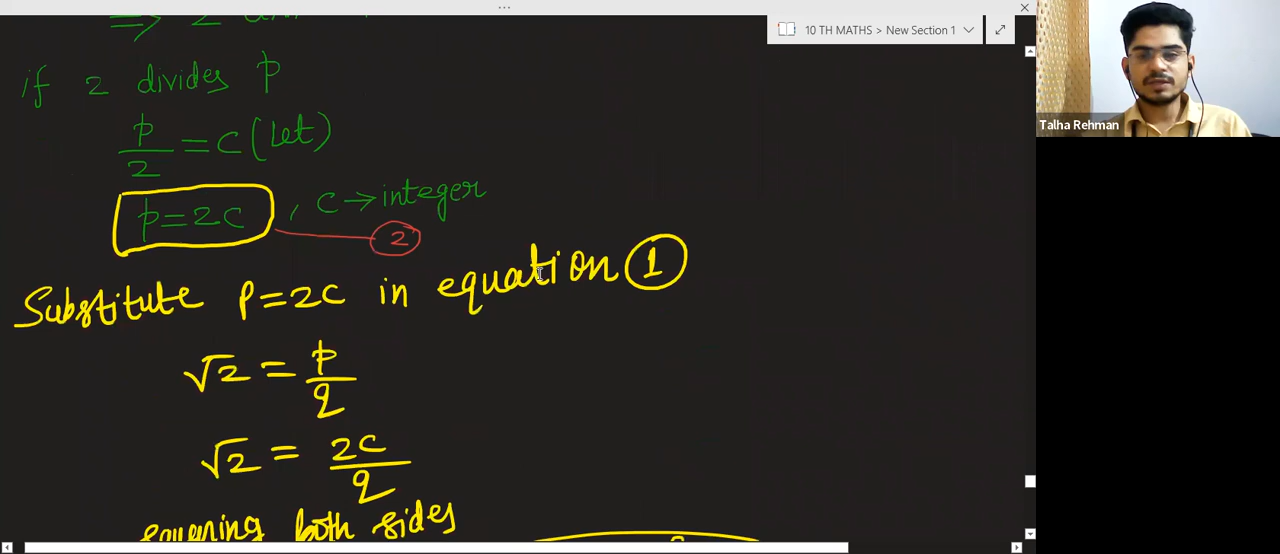 10 TH MATHS > New Section 1
Talha Rehman
⇒ 2
if 2 divides p
p/2 = c (let)
p = 2c , c → integer
2
Substitute p = 2c in equation 1
√2 = p/q
√2 = 2c/q
squaring both sides